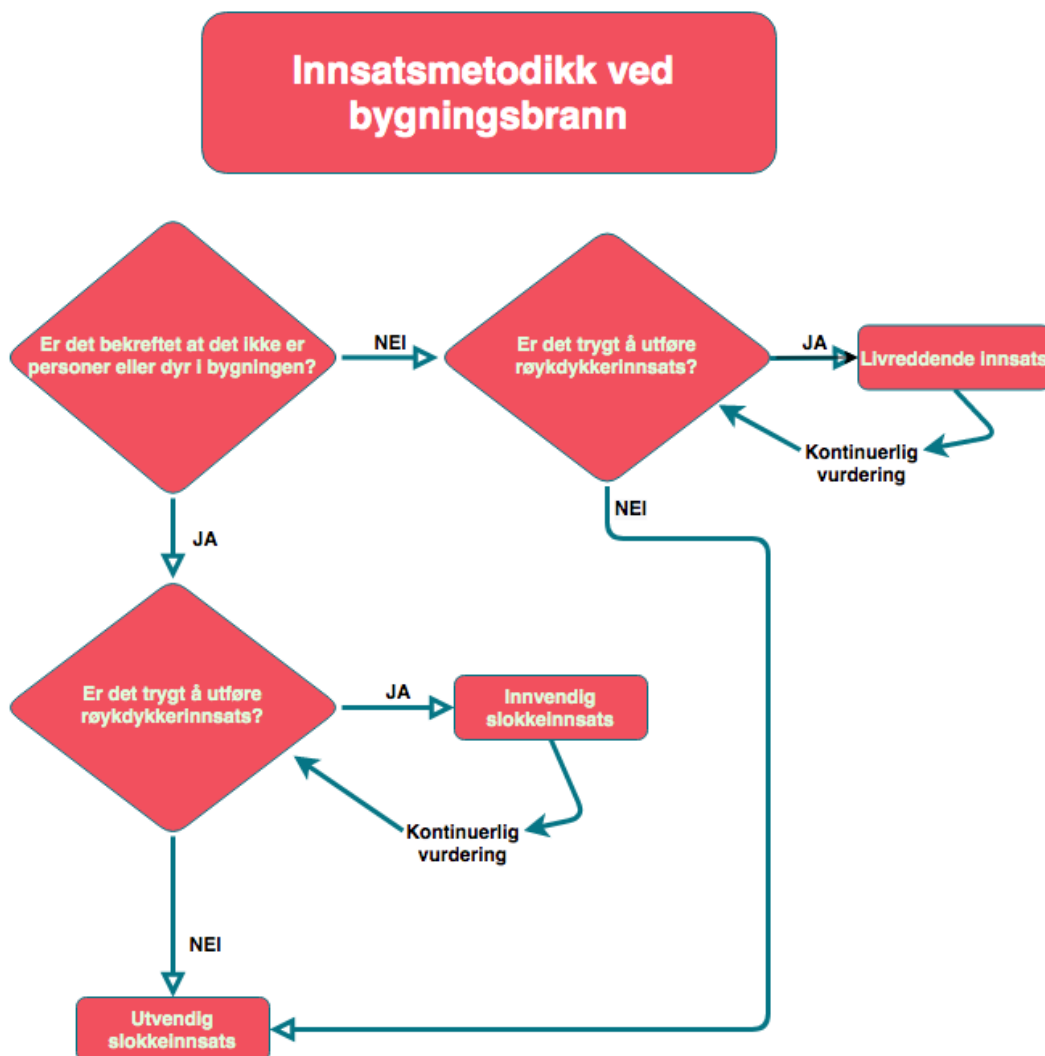 Innsatsmetodikk ved
bygningsbrann
Er det bekreftet at det ikke er
personer eller dyr i bygningen?
NEI
Er det trygt å utføre
røykdykkerinnsats?
JA
Livreddende innsats
Kontinuerlig
vurdering
NEI
JA
Er det trygt å utføre
røykdykkerinnsats?
JA
Innvendig
slokkeinnsats
Kontinuerlig
vurdering
NEI
Utvendig
slokkeinnsats